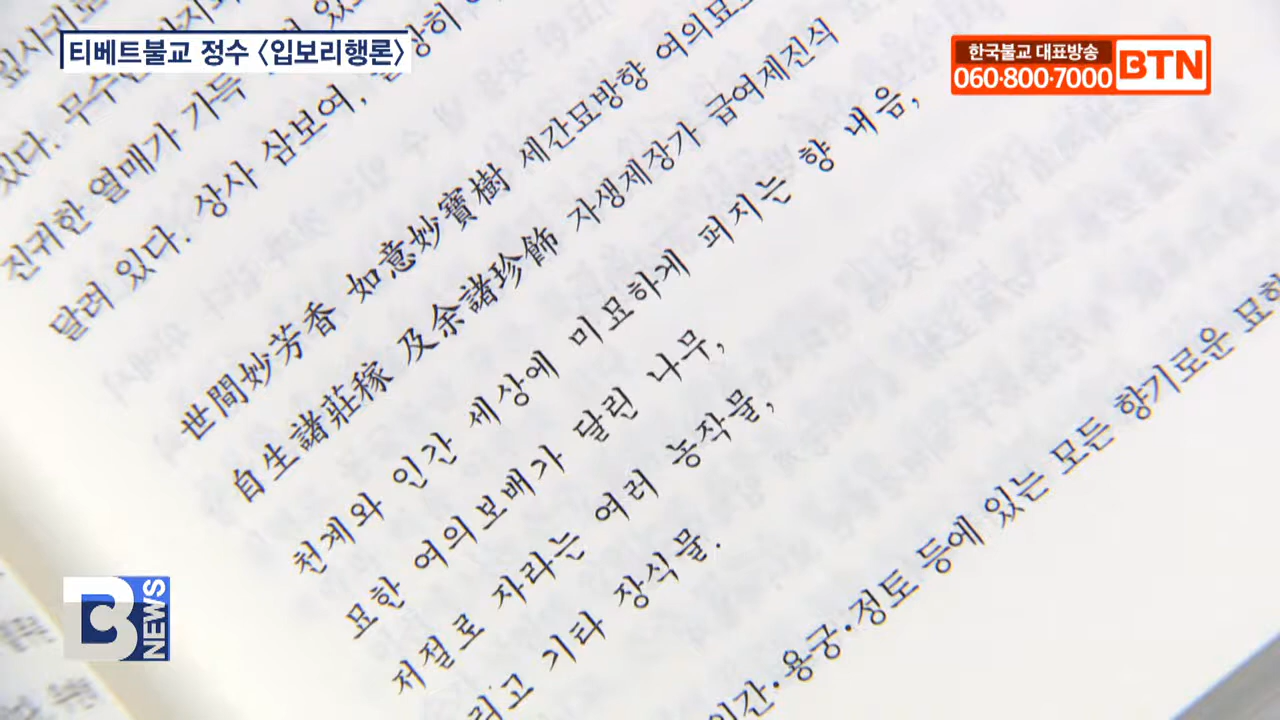 티베트불교 정수 〈입보리행론〉
한국불교 대표방송
060·800·7000 BTN
있다. 무수한
진귀한 열매가 가득
달려 있다. 상사 삼보여,
世間妙芳香 如意妙寶樹 세간묘방향 여의묘보
自生諸莊稼 及余諸珍飾 자생제장가 급여제진식
천계와 인간 세상에 미묘하게 퍼지는 향 내음,
묘한 여의보배가 달린 나무,
저절로 자라는 여러 농작물,
리고 기타 장식물.
인간·용궁·정토 등에 있는 모든 향기로운 묘하
B NEWS